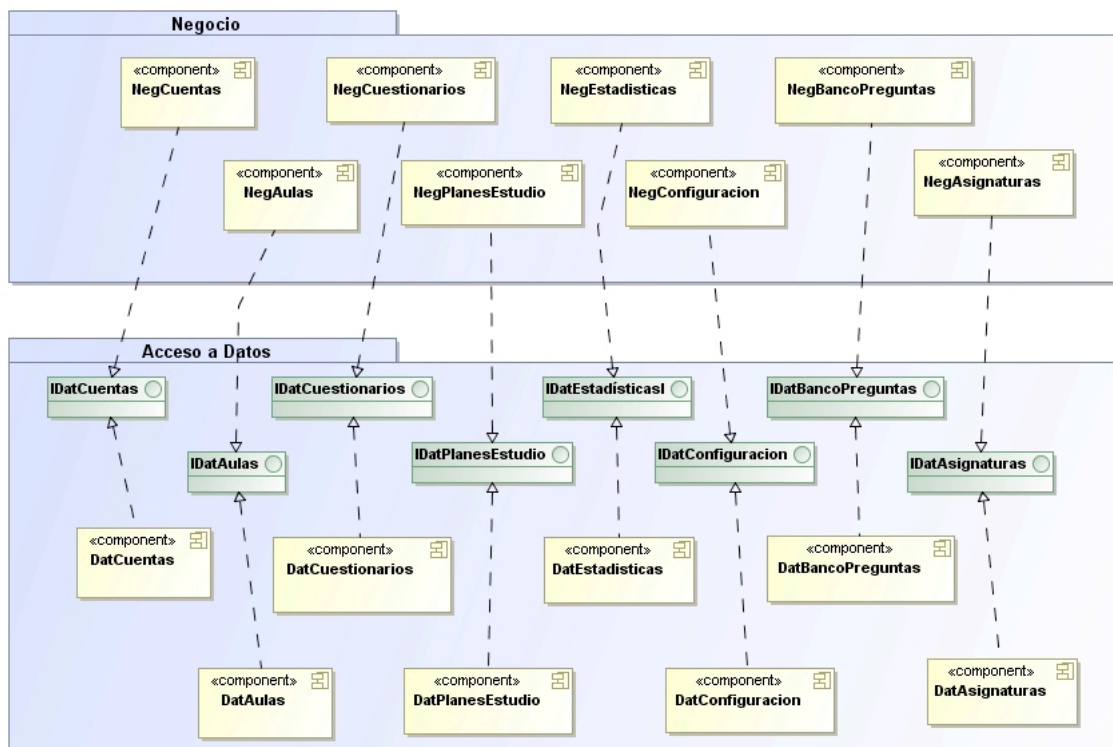 Negocio
«component»
NegCuentas
«component»
NegCuestionarios
«component»
NegEstadisticas
«component»
NegBancoPreguntas
«component»
NegAulas
«component»
NegPlanesEstudio
«component»
NegConfiguracion
«component»
NegAsignaturas
Acceso a Datos
IDatCuentas
IDatCuestionarios
IDatEstadísticasI
IDatBancoPreguntas
IDatAulas
IDatPlanesEstudio
IDatConfiguracion
IDatAsignaturas
«component»
DatCuentas
«component»
DatCuestionarios
«component»
DatEstadisticas
«component»
DatBancoPreguntas
«component»
DatAulas
«component»
DatPlanesEstudio
«component»
DatConfiguracion
«component»
DatAsignaturas